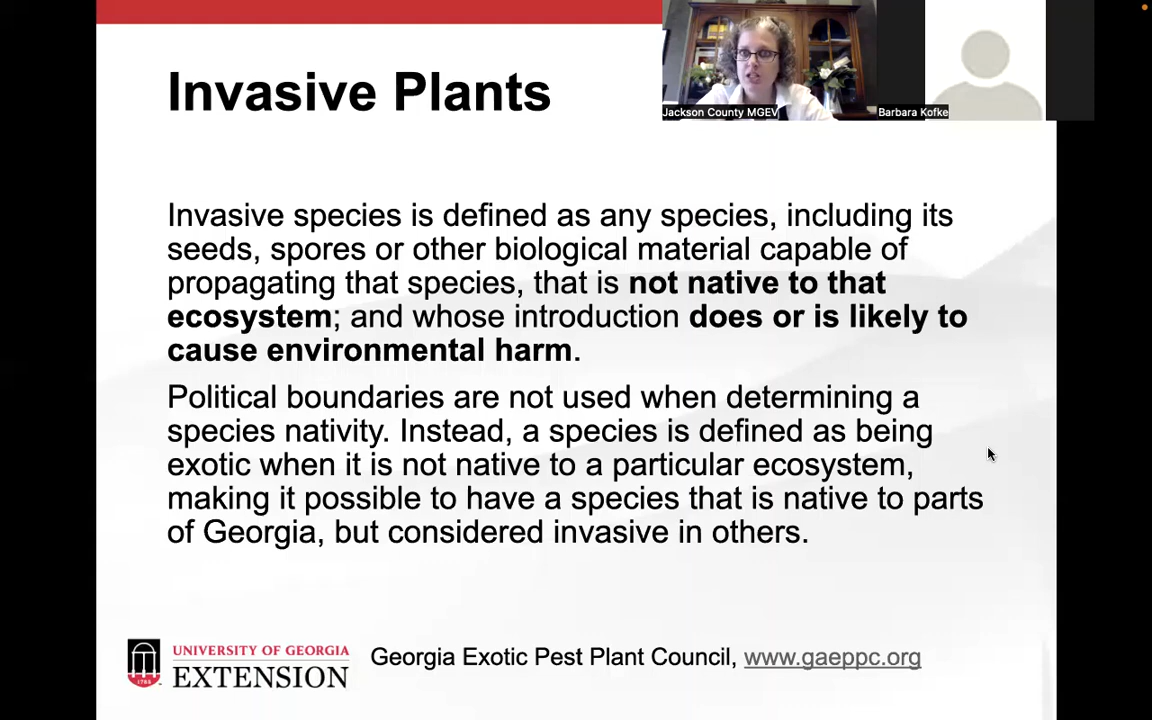 Invasive Plants
Jackson County MGEV
Barbara Kofke
Invasive species is defined as any species, including its
seeds, spores or other biological material capable of
propagating that species, that is not native to that
ecosystem; and whose introduction does or is likely to
cause environmental harm.
Political boundaries are not used when determining a
species nativity. Instead, a species is defined as being
exotic when it is not native to a particular ecosystem,
making it possible to have a species that is native to parts
of Georgia, but considered invasive in others.
1785
UNIVERSITY OF GEORGIA
EXTENSION
Georgia Exotic Pest Plant Council, www.gaeppc.org